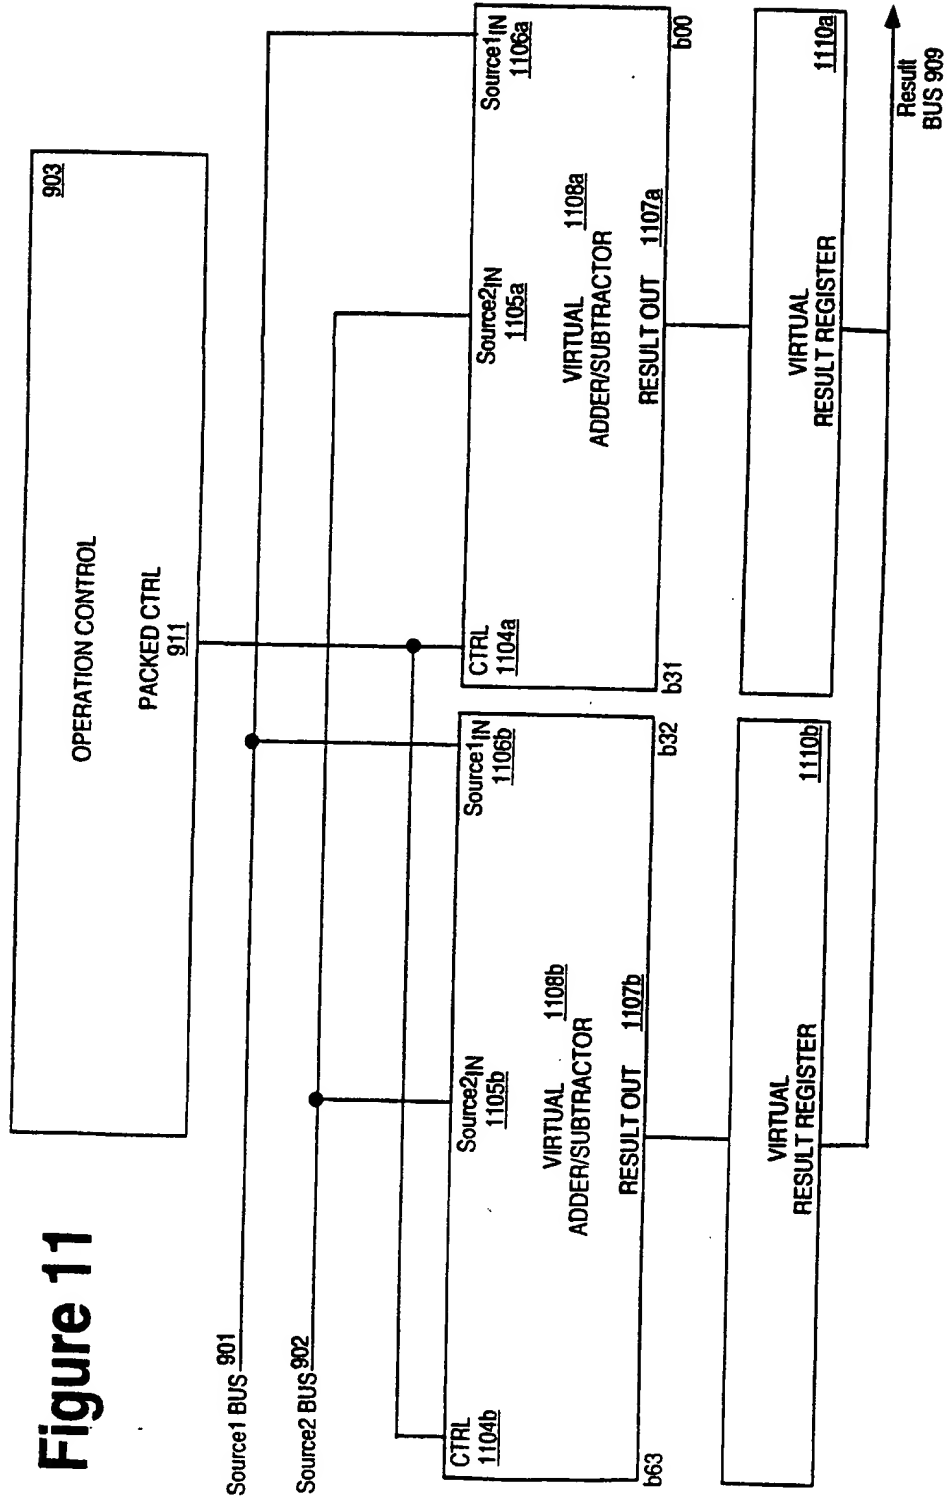 Figure 11
OPERATION CONTROL
903
PACKED CTRL
911
Source1 BUS 901
Source2 BUS 902
CTRL
1104b
Source2IN
1105b
Source1IN
1106b
VIRTUAL
ADDER/SUBTRACTOR
1108b
RESULT OUT 1107b
b63
b32
CTRL
1104a
Source2IN
1105a
Source1IN
1106a
VIRTUAL
ADDER/SUBTRACTOR
1108a
RESULT OUT 1107a
b31
b00
VIRTUAL
RESULT REGISTER
1110b
VIRTUAL
RESULT REGISTER
1110a
Result
BUS 909